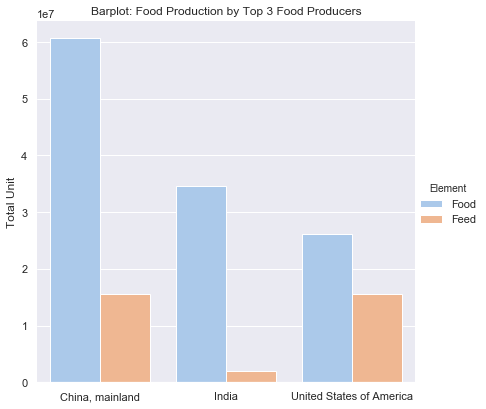 Barplot: Food Production by Top 3 Food Producers
1e7
6
5
4
3
2
1
0
Total Unit
China, mainland
India
United States of America
Element
Food
Feed